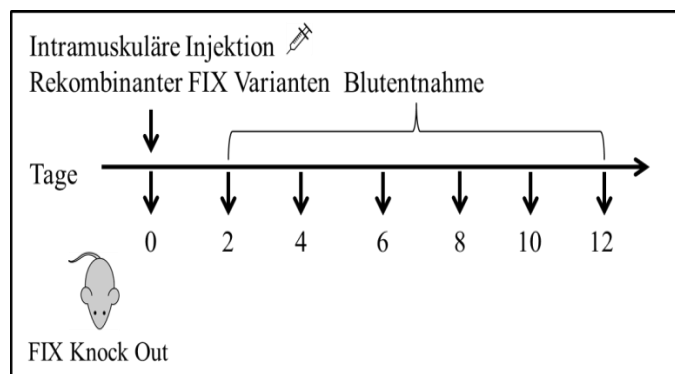 Intramuskuläre Injektion
Rekombinanter FIX Varianten Blutentnahme
Tage
0 2 4 6 8 10 12
FIX Knock Out